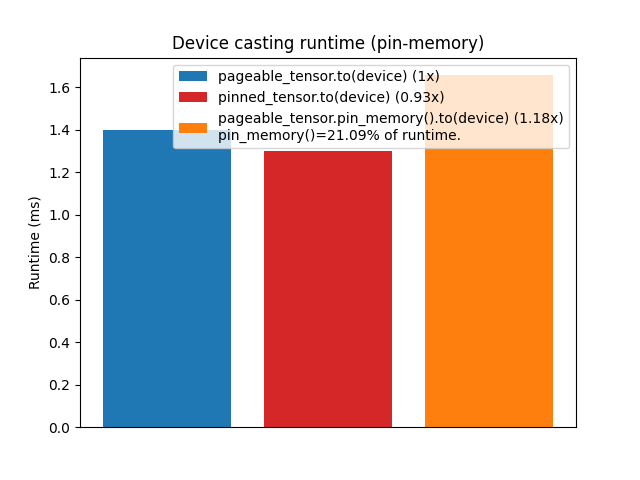 Device casting runtime (pin-memory)
pageable_tensor.to(device) (1x)
pinned_tensor.to(device) (0.93x)
pageable_tensor.pin_memory().to(device) (1.18x)
pin_memory()=21.09% of runtime.
Runtime (ms)
1.6
1.4
1.2
1.0
0.8
0.6
0.4
0.2
0.0